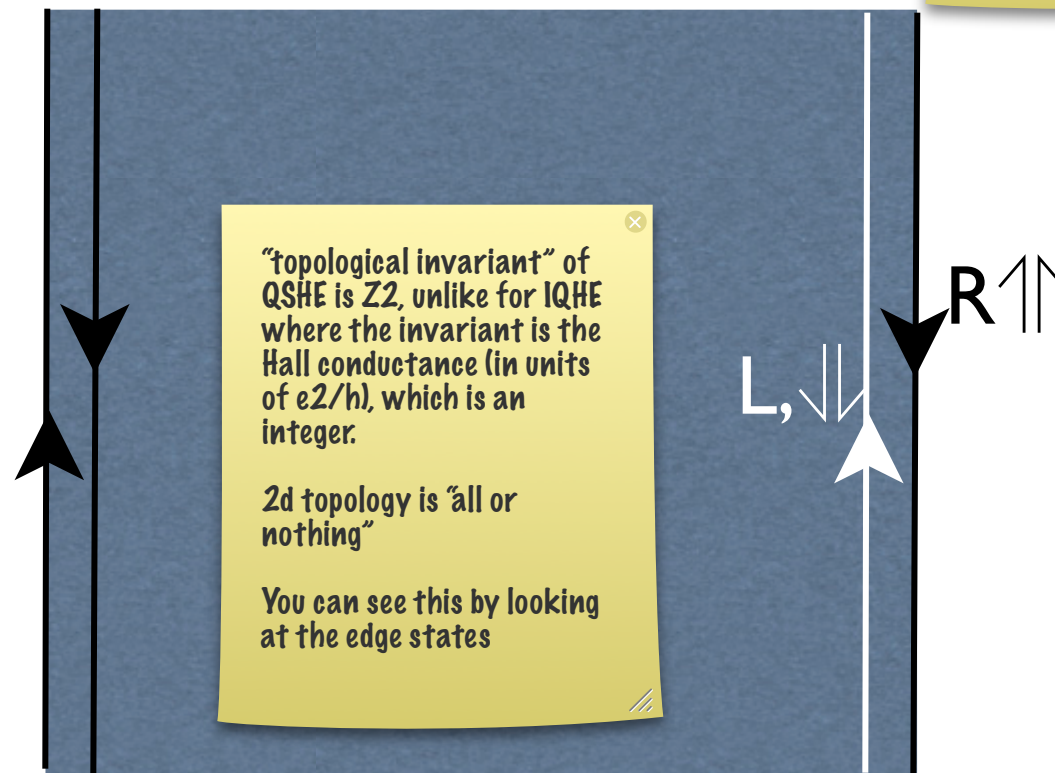 “topological invariant” of
QSHE is Z2, unlike for IQHE
where the invariant is the
Hall conductance (in units
of e2/h), which is an
integer.
2d topology is “all or
nothing”
You can see this by looking
at the edge states
R⇑
L,⇓